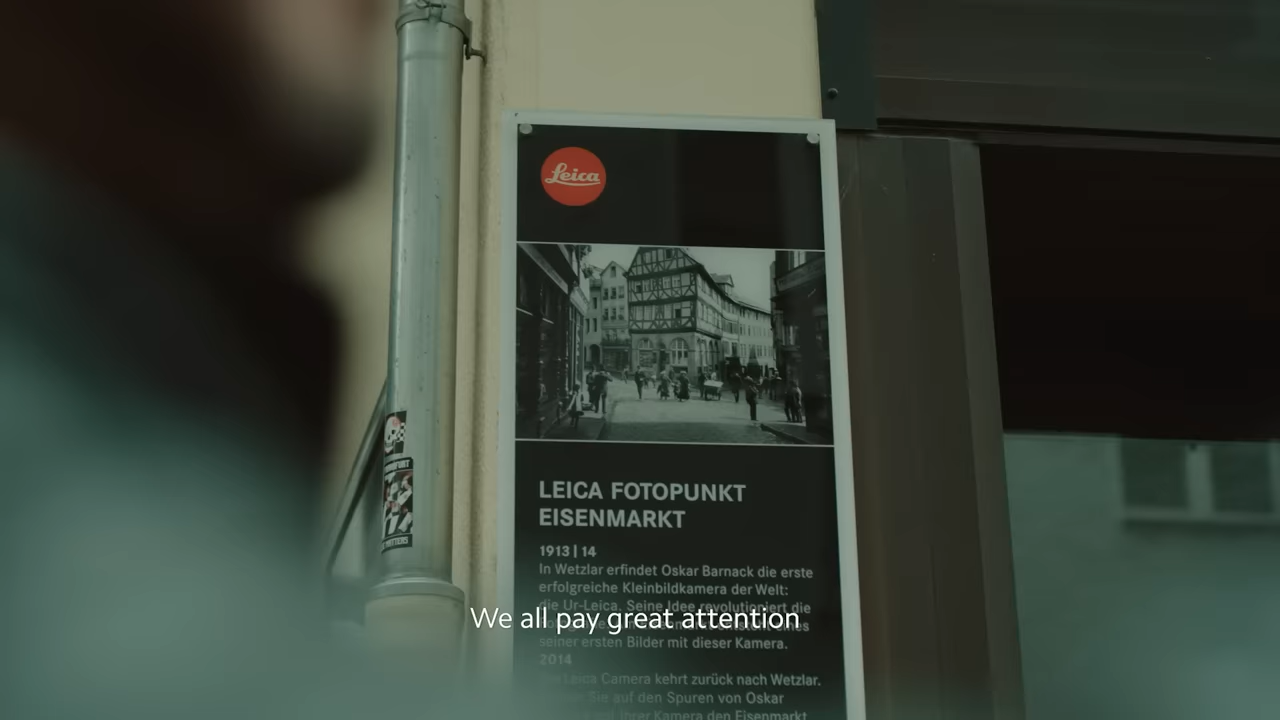 Leica
LEICA FOTOPUNKT
EISENMARKT
1913 | 14
In Wetzlar erfindet Oskar Barnack die erste
erfolgreiche Kleinbildkamera der Welt:
die Ur-Leica. Seine Idee revolutioniert die
We all pay great attention
seiner ersten Bilder mit dieser Kamera.
2014
Leica Camera kehrt zurück nach Wetzlar.
Sie auf den Spuren von Oskar
mit Ihrer Kamera den Eisenmarkt